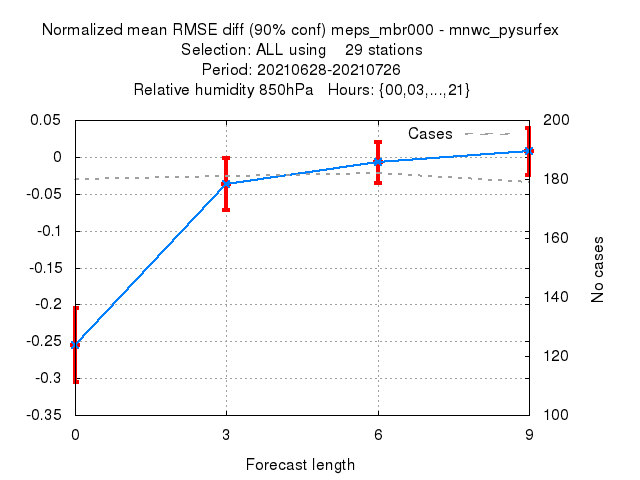 Normalized mean RMSE diff (90% conf) meps_mbr000 - mnwc_pysurfex
Selection: ALL using 29 stations
Period: 20210628-20210726
Relative humidity 850hPa Hours: {00,03,...,21}
0.05
0
-0.05
-0.1
-0.15
-0.2
-0.25
-0.3
-0.35
Cases
200
180
160
140
120
100
No cases
0
3
6
9
Forecast length